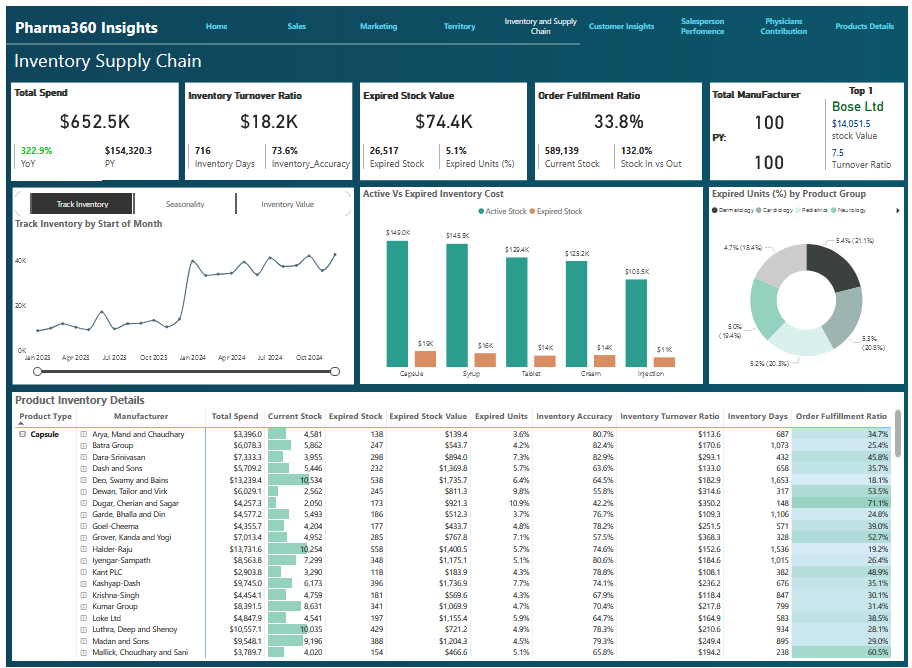 Pharma360 Insights
Home
Sales
Marketing
Territory
Inventory and Supply
Chain
Customer Insights
Salesperson
Perfomence
Physicians
Contribution
Products Details
Inventory Supply Chain
Total Spend
$652.5K
322.9%
YoY
$154,320.3
PY
Inventory Turnover Ratio
$18.2K
716
Inventory Days
73.6%
Inventory_Accuracy
Expired Stock Value
$74.4K
26,517
Expired Stock
5.1%
Expired Units (%)
Order Fulfilment Ratio
33.8%
589,139
Current Stock
132.0%
Stock In vs Out
Total ManuFacturer
100
PY:
100
Top 1
Bose Ltd
$14,051.5
stock Value
7.5
Turnover Ratio
Track Inventory
Seasonality
Inventory Value
Track Inventory by Start of Month
40K
20K
0K
Jan 2023 Apr 2023 Jul 2023 Oct 2023 Jan 2024 Apr 2024 Jul 2024 Oct 2024
Active Vs Expired Inventory Cost
Active Stock Expired Stock
$149.0K
$145.5K
$129.4K
$125.2K
$103.5K
$19K
$16K
$14K
$14K
$11K
Capsule Syrup Tablet Cream Injection
Expired Units (%) by Product Group
Dermatology Cardiology Pediatrics Neurology
5.4% (21.1%)
4.7% (18.4%)
5.0%
(19.4%)
5.3%
(20.8%)
5.2% (20.3%)
Product Inventory Details
Product Type Manufacturer Total Spend Current Stock Expired Stock Expired Stock Value Expired Units Inventory Accuracy Inventory Turnover Ratio Inventory Days Order Fulfillment Ratio
Capsule Arya, Mand and Chaudhary $3,396.0 4,581 138 $139.4 3.6% 80.7% $113.6 687 34.7%
Batra Group $6,078.3 5,862 247 $543.7 4.2% 82.4% $170.6 1,073 25.4%
Dara-Srinivasan $7,333.3 3,955 298 $894.0 7.3% 82.9% $293.1 432 45.8%
Dash and Sons $5,709.2 5,446 232 $1,369.8 5.7% 63.6% $133.0 658 35.7%
Deo, Swamy and Bains $13,239.4 10,534 538 $1,735.7 6.4% 64.5% $182.9 1,653 18.1%
Dewan, Tailor and Virk $6,029.1 2,562 245 $811.3 9.8% 55.8% $314.6 317 53.5%
Dugar, Cherian and Sagar $4,257.3 2,050 173 $921.3 10.9% 42.2% $350.2 148 71.1%
Garde, Bhalla and Din $4,577.2 5,493 186 $512.3 3.7% 76.7% $109.3 1,106 24.8%
Goel-Cheema $4,355.7 4,204 177 $433.7 4.8% 78.2% $251.5 571 39.0%
Grover, Kanda and Yogi $7,013.4 4,952 285 $767.8 7.1% 57.5% $368.3 328 52.7%
Halder-Raju $13,731.6 10,254 558 $1,400.5 5.7% 74.6% $152.6 1,536 19.2%
Iyengar-Sampath $8,563.8 7,299 348 $1,175.1 5.1% 80.6% $184.6 1,015 26.4%
Kant PLC $2,903.8 3,290 118 $183.9 4.3% 78.8% $108.1 382 48.9%
Kashyap-Dash $9,745.0 6,173 396 $1,736.9 7.7% 74.1% $236.2 676 35.1%
Krishna-Singh $4,454.1 4,759 181 $569.6 4.3% 67.9% $118.4 847 30.1%
Kumar Group $8,391.5 8,631 341 $1,069.9 4.7% 70.4% $217.8 799 31.4%
Loke Ltd $4,847.9 4,541 197 $1,155.4 5.9% 64.7% $164.9 583 38.5%
Luthra, Deep and Shenoy $10,557.1 10,035 429 $721.2 4.9% 78.3% $210.6 934 28.1%
Madan and Sons $9,548.1 9,196 388 $1,204.3 4.5% 79.3% $249.4 895 29.0%
Mallick, Choudhary and Sani $3,789.7 4,020 154 $466.6 5.1% 65.8% $194.2 238 60.5%